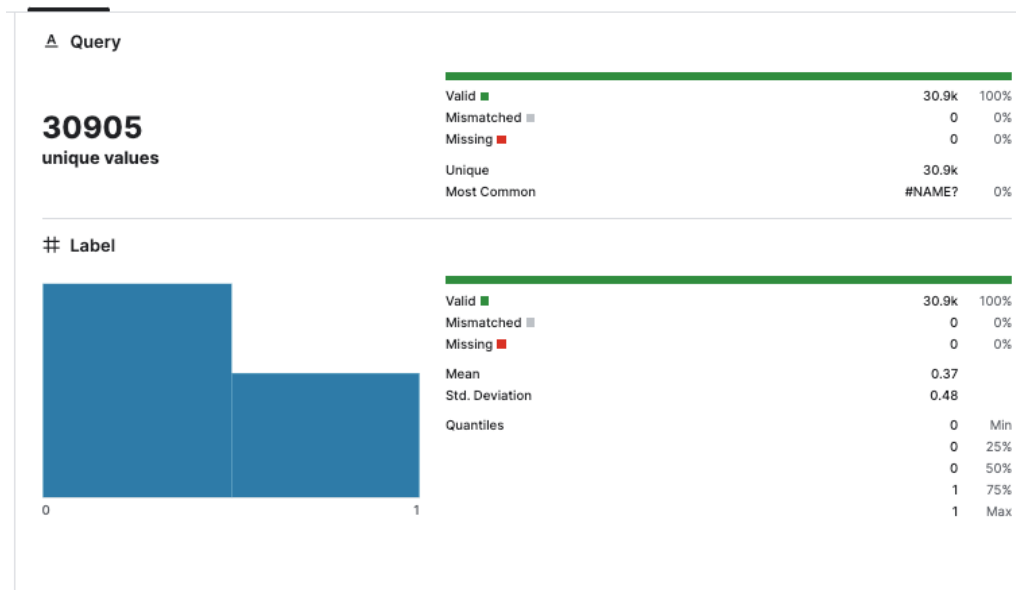 A Query
30905
unique values
Valid 30.9k 100%
Mismatched 0 0%
Missing 0 0%
Unique 30.9k
Most Common #NAME? 0%
# Label
0 1
Valid 30.9k 100%
Mismatched 0 0%
Missing 0 0%
Mean 0.37
Std. Deviation 0.48
Quantiles 0 Min
0 25%
0 50%
1 75%
1 Max